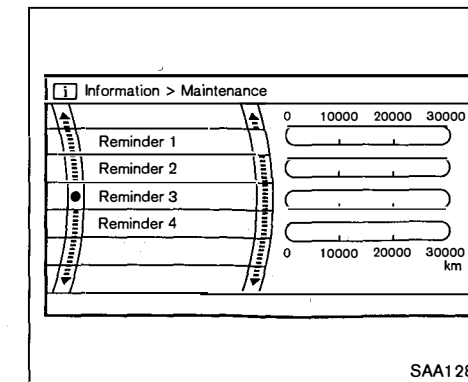 i Information > Maintenance
0 10000 20000 30000
Reminder 1
Reminder 2
Reminder 3
Reminder 4
0 10000 20000 30000
km
SAA128